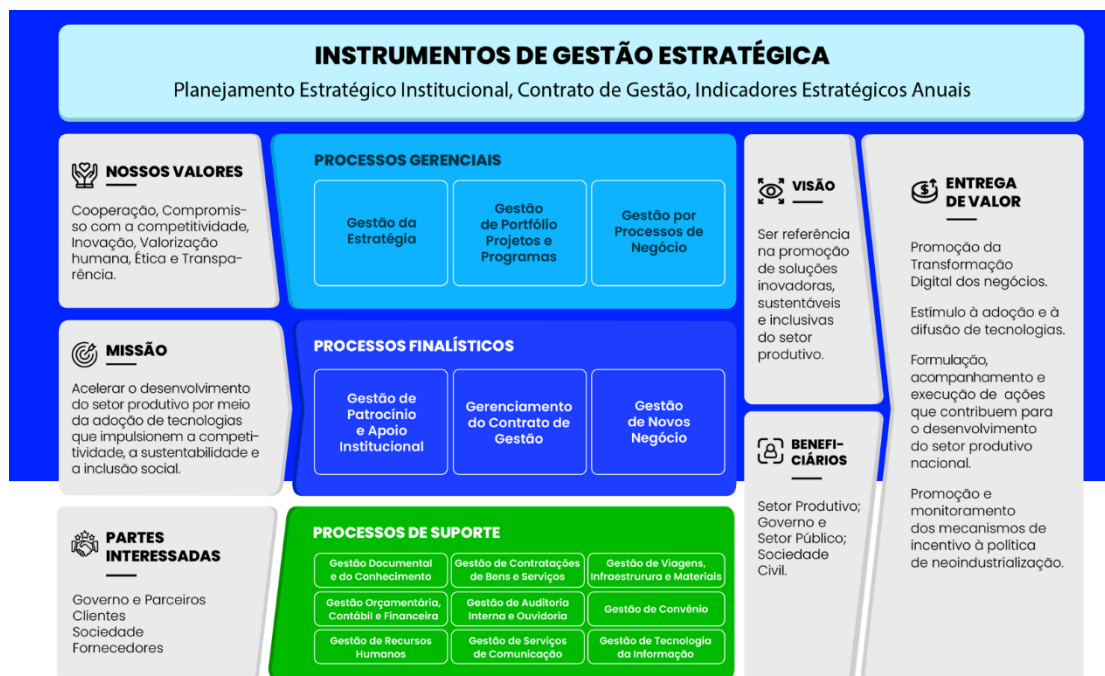 INSTRUMENTOS DE GESTÃO ESTRATÉGICA
Planejamento Estratégico Institucional, Contrato de Gestão, Indicadores Estratégicos Anuais
NOSSOS VALORES
Cooperação, Compromis-
so com a competitividade,
Inovação, Valorização
humana, Ética e Transpa-
rência.
PROCESSOS GERENCIAIS
Gestão da
Estratégia
Gestão
de Portfólio
Projetos e
Programas
Gestão por
Processos de
Negócio
MISSÃO
Acelerar o desenvolvimento
do setor produtivo por meio
da adoção de tecnologias
que impulsionem a competi-
tividade, a sustentabilidade e
a inclusão social.
PROCESSOS FINALÍSTICOS
Gestão de
Patrocínio
e Apoio
Institucional
Gerenciamento
do Contrato de
Gestão
Gestão
de Novos
Negócio
PARTES
INTERESSADAS
Governo e Parceiros
Clientes
Sociedade
Fornecedores
PROCESSOS DE SUPORTE
Gestão Documental
e do Conhecimento
Gestão de Contratações
de Bens e Serviços
Gestão de Viagens,
Infraestrurura e Materiais
Gestão Orçamentária,
Contábil e Financeira
Gestão de Auditoria
Interna e Ouvidoria
Gestão de Convênio
Gestão de Recursos
Humanos
Gestão de Serviços
de Comunicação
Gestão de Tecnologia
da Informação
VISÃO
Ser referência
na promoção
de soluções
inovadoras,
sustentáveis
e inclusivas
do setor
produtivo.
BENEFI-
CIÁRIOS
Setor Produtivo;
Governo e
Setor Público;
Sociedade
Civil.
ENTREGA
DE VALOR
Promoção da
Transformação
Digital dos negócios.
Estímulo à adoção e à
difusão de tecnologias.
Formulação,
acompanhamento e
execução de ações
que contribuem para
o desenvolvimento
do setor produtivo
nacional.
Promoção e
monitoramento
dos mecanismos de
incentivo à política
de neoindustrialização.